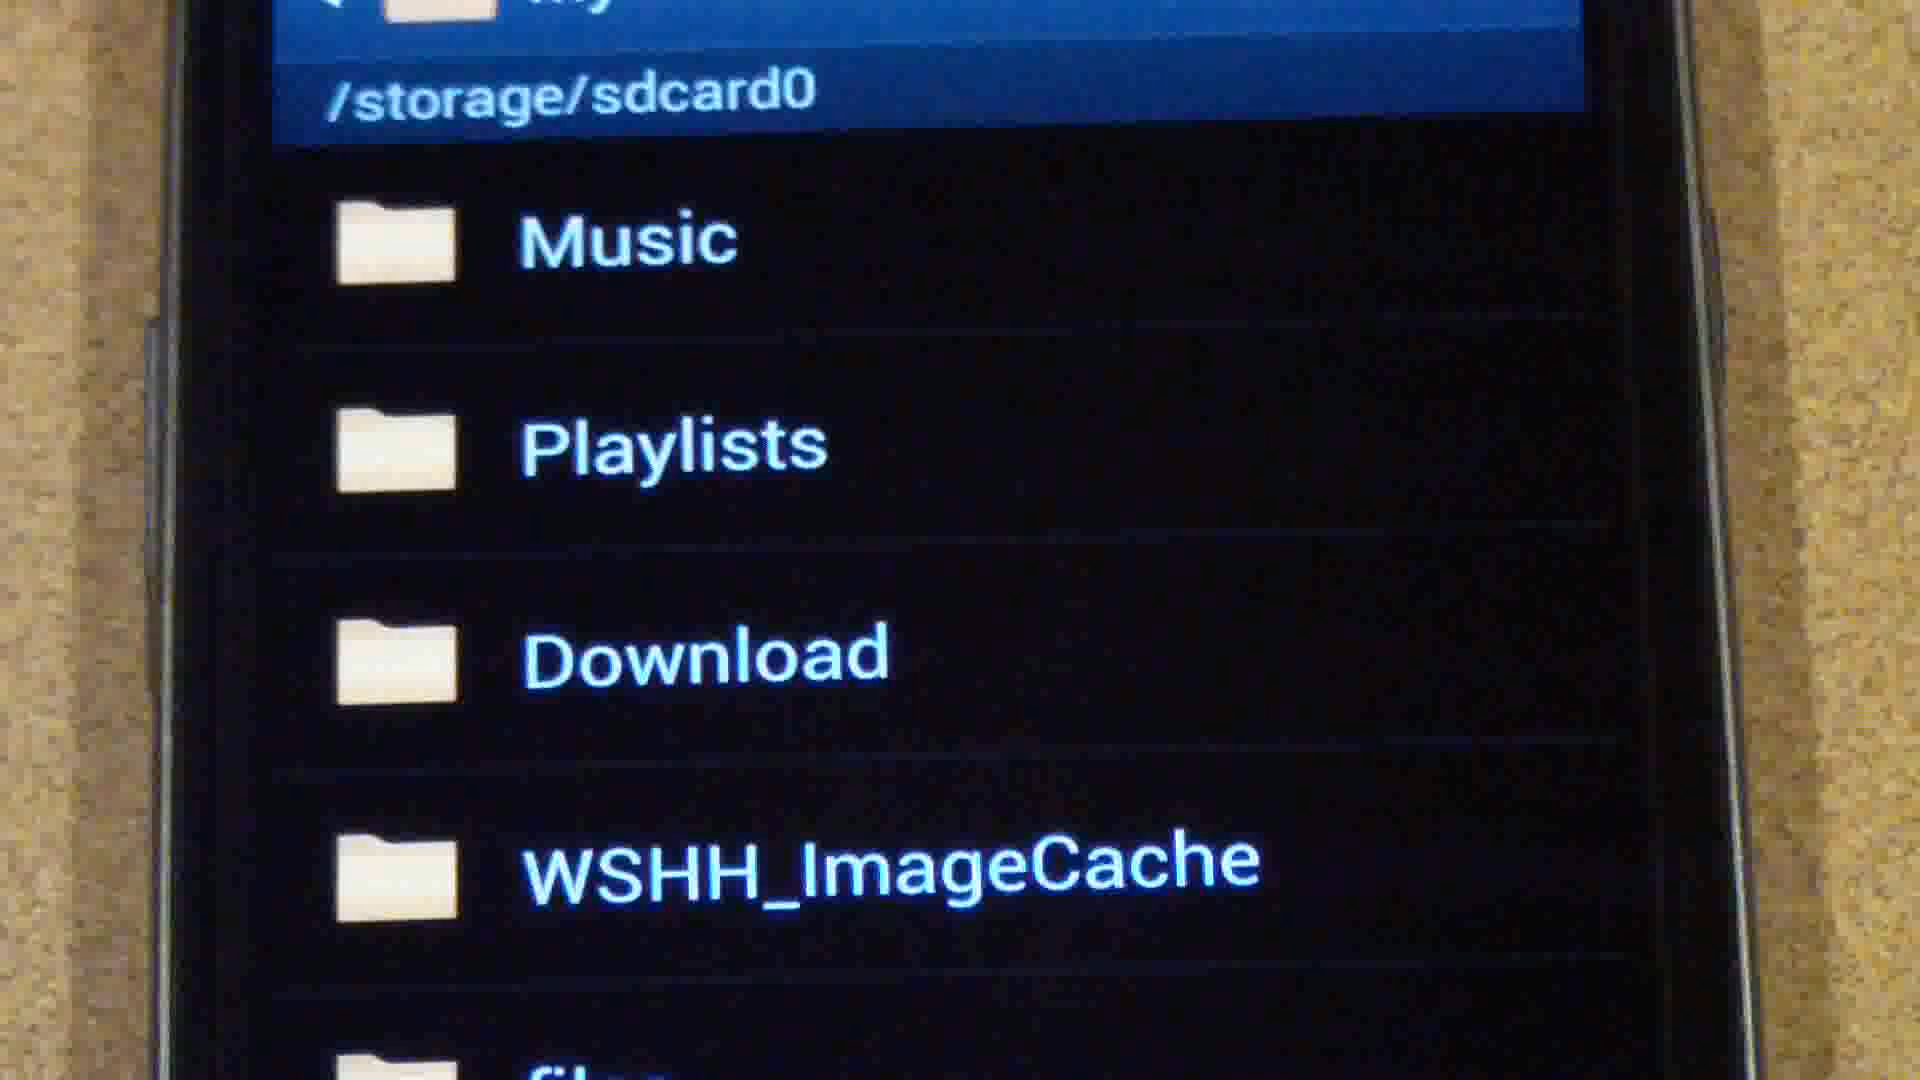 /storage/sdcard0
Music
Playlists
Download
WSHH_ImageCache